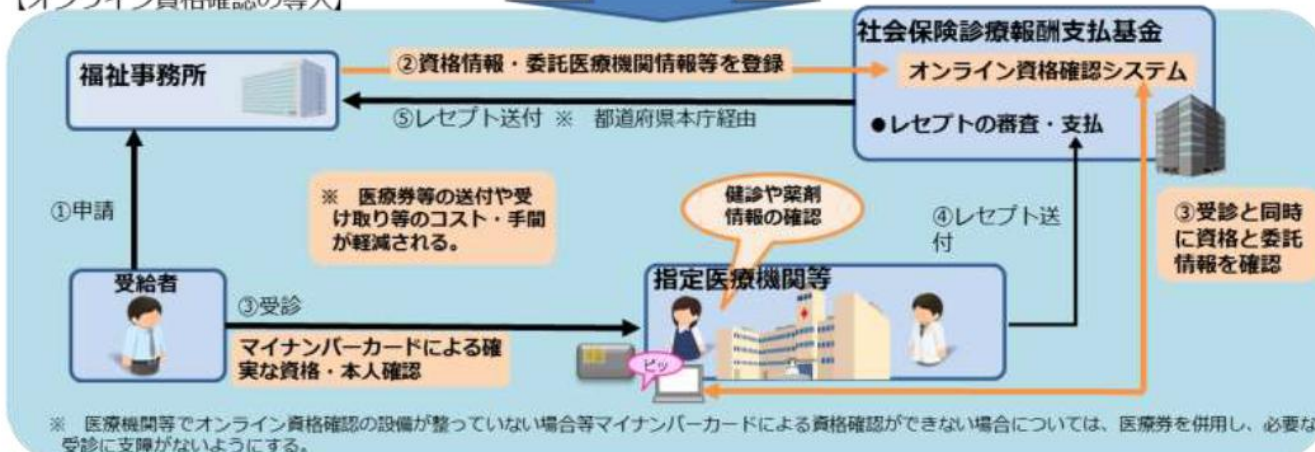 【オンライン資格確認の導入】
社会保険診療報酬支払基金
福祉事務所
②資格情報・委託医療機関情報等を登録
オンライン資格確認システム
⑤レセプト送付 ※ 都道府県本庁経由
●レセプトの審査・支払
①申請
※ 医療券等の送付や受
け取り等のコスト・手間
が軽減される。
健診や薬剤
情報の確認
④レセプト送
付
③受診と同時
に資格と委託
情報を確認
受給者
③受診
指定医療機関等
マイナンバーカードによる確
実な資格・本人確認
ピッ
※ 医療機関等でオンライン資格確認の設備が整っていない場合等マイナンバーカードによる資格確認ができない場合については、医療券を併用し、必要な
受診に支障がないようにする。